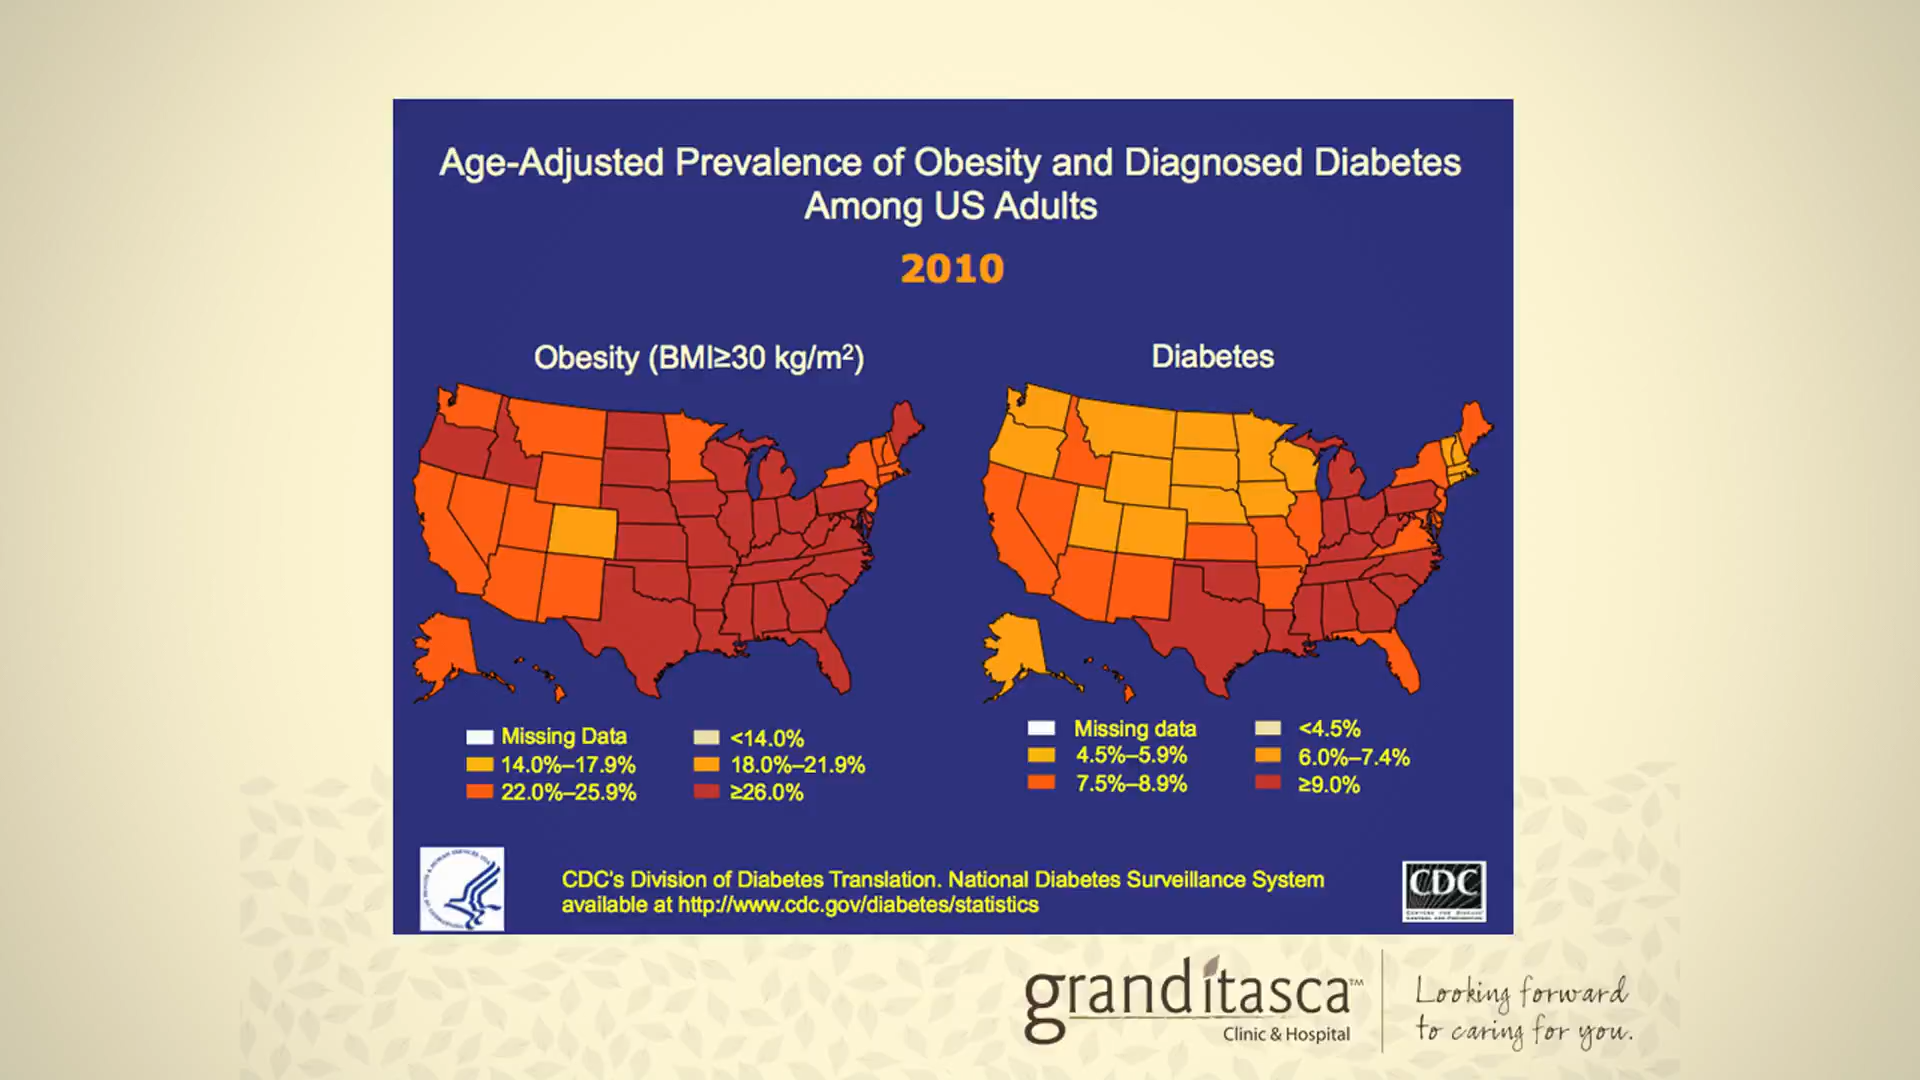 Age-Adjusted Prevalence of Obesity and Diagnosed Diabetes
Among US Adults
2010
Obesity (BMI≥30 kg/m²)
Diabetes
Missing Data
<14.0%
14.0%–17.9%
18.0%–21.9%
22.0%–25.9%
≥26.0%
Missing data
<4.5%
4.5%–5.9%
6.0%–7.4%
7.5%–8.9%
≥9.0%
CDC's Division of Diabetes Translation. National Diabetes Surveillance System
available at http://www.cdc.gov/diabetes/statistics
CDC
granditasca™
Clinic & Hospital
Looking forward
to caring for you.